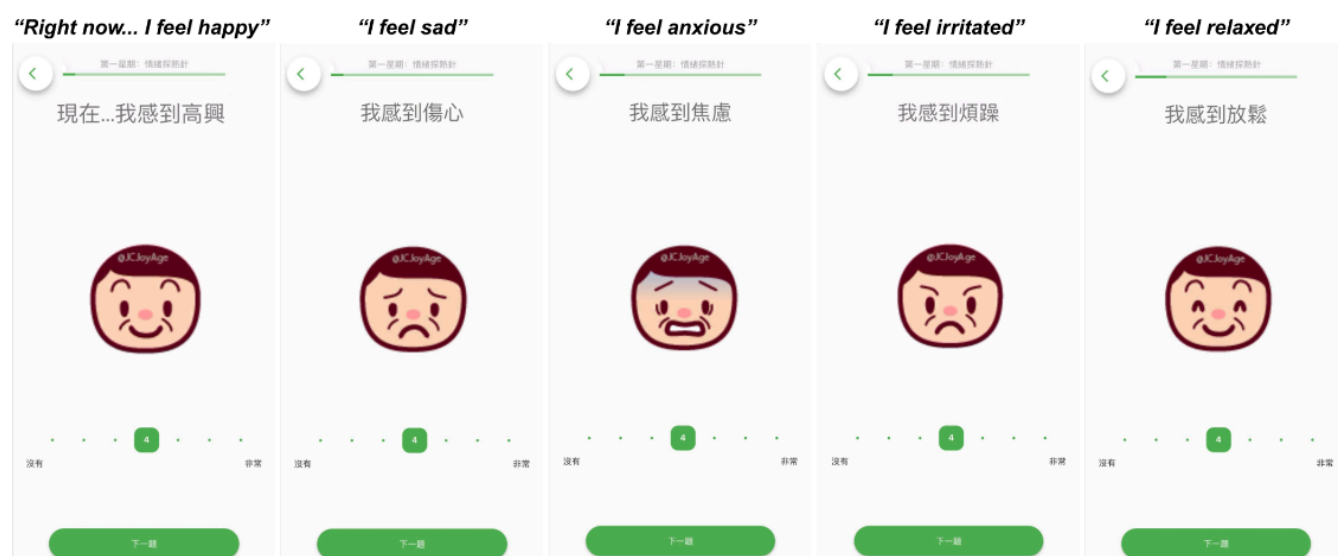 “Right now... I feel happy”
第一星期：情緒探熱針
現在...我感到高興
@JCJoyAge
4
沒有
非常
下一題
“I feel sad”
第一星期：情緒探熱針
我感到傷心
@JCJoyAge
4
沒有
非常
下一題
“I feel anxious”
第一星期：情緒探熱針
我感到焦慮
@JCJoyAge
4
沒有
非常
下一題
“I feel irritated”
第一星期：情緒探熱針
我感到煩躁
@JCJoyAge
4
沒有
非常
下一題
“I feel relaxed”
第一星期：情緒探熱針
我感到放鬆
@JCJoyAge
4
沒有
非常
下一題